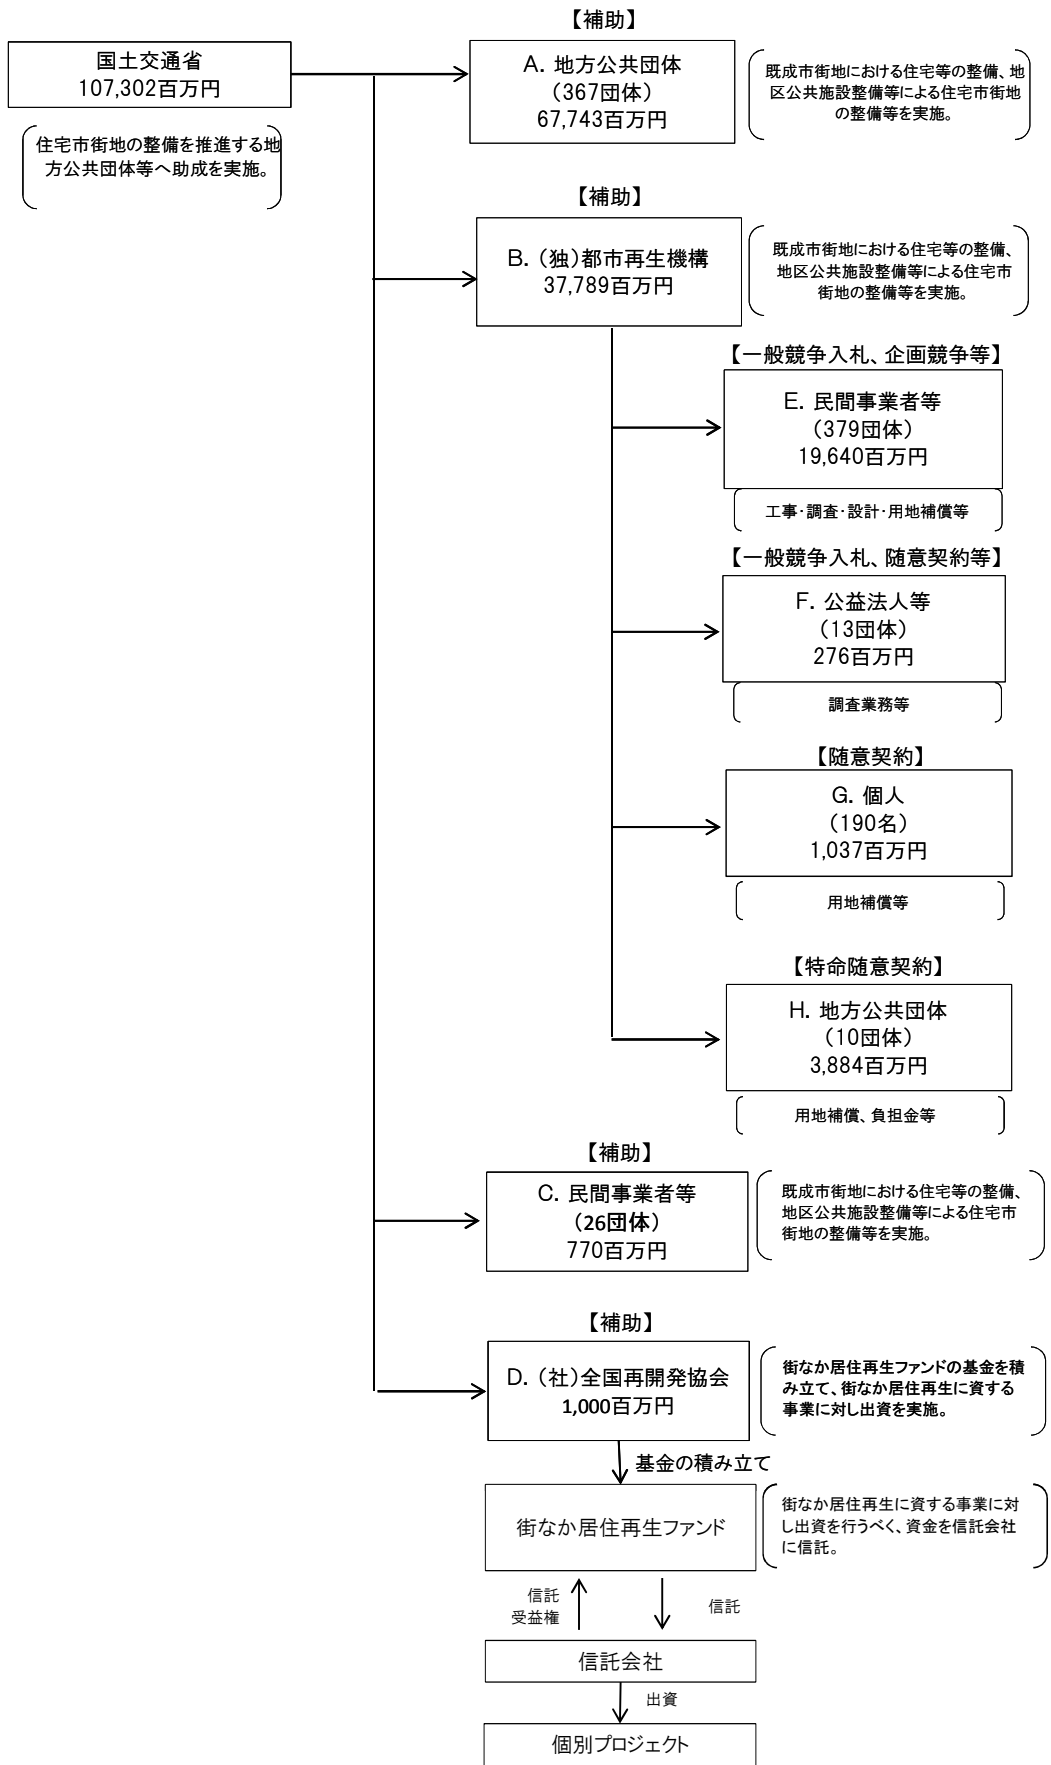 国土交通省
107,302百万円
住宅市街地の整備を推進する地
方公共団体等へ助成を実施。
【補助】
A．地方公共団体
（367団体）
67,743百万円
既成市街地における住宅等の整備、地
区公共施設整備等による住宅市街地
の整備等を実施。
【補助】
B．（独）都市再生機構
37,789百万円
既成市街地における住宅等の整備、
地区公共施設整備等による住宅市
街地の整備等を実施。
【一般競争入札、企画競争等】
E．民間事業者等
（379団体）
19,640百万円
工事・調査・設計・用地補償等
【一般競争入札、随意契約等】
F．公益法人等
（13団体）
276百万円
調査業務等
【随意契約】
G．個人
（190名）
1,037百万円
用地補償等
【特命随意契約】
H．地方公共団体
（10団体）
3,884百万円
用地補償、負担金等
【補助】
C．民間事業者等
（26団体）
770百万円
既成市街地における住宅等の整備、
地区公共施設整備等による住宅市
街地の整備等を実施。
【補助】
D．（社）全国再開発協会
1,000百万円
街なか居住再生ファンドの基金を積
み立て、街なか居住再生に資する
事業に対し出資を実施。
基金の積み立て
街なか居住再生ファンド
街なか居住再生に資する事業に対
し出資を行うべく、資金を信託会社
に信託。
信託
受益権
信託
信託会社
出資
個別プロジェクト